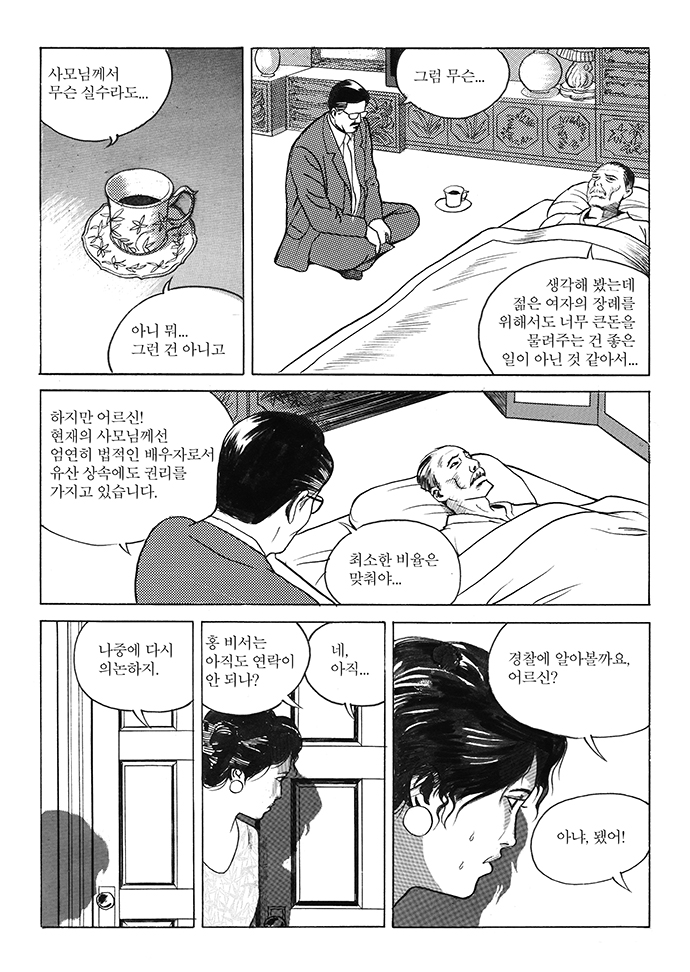 사모님께서
무슨 실수라도...
아니 뭐...
그런 건 아니고
그럼 무슨...
생각해 봤는데
젊은 여자의 장례를
위해서도 너무 큰돈을
물려주는 건 좋은
일이 아닌 것 같아서...
하지만 어르신!
현재의 사모님께선
엄연히 법적인 배우자로서
유산 상속에도 권리를
가지고 있습니다.
최소한 비율은
맞춰야...
나중에 다시
의논하지.
홍 비서는
아직도 연락이
안 되나?
네,
아직...
경찰에 알아볼까요,
어르신?
아냐, 됐어!